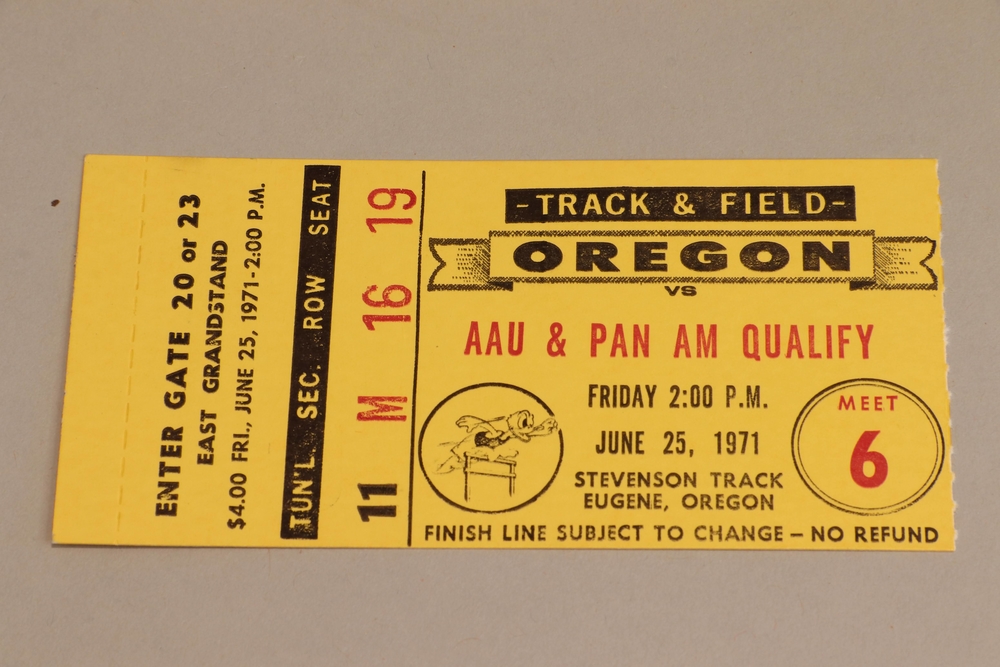 ENTER GATE 20 or 23
EAST GRANDSTAND
$4.00 FRI., JUNE 25, 1971-2:00 P.M.
TUN'L. SEC. ROW SEAT
11 M 16 19
-TRACK & FIELD-
OREGON
VS
AAU & PAN AM QUALIFY
FRIDAY 2:00 P.M.
JUNE 25, 1971
STEVENSON TRACK
EUGENE, OREGON
MEET
6
FINISH LINE SUBJECT TO CHANGE – NO REFUND